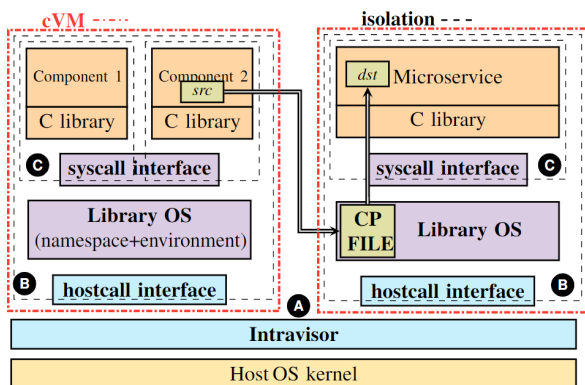 cVM
isolation
Component 1
Component 2
src
C library
C library
dst
Microservice
C library
C
syscall interface
syscall interface
C
Library OS
(namespace+environment)
CP
FILE
Library OS
B
hostcall interface
hostcall interface
B
A
Intravisor
Host OS kernel